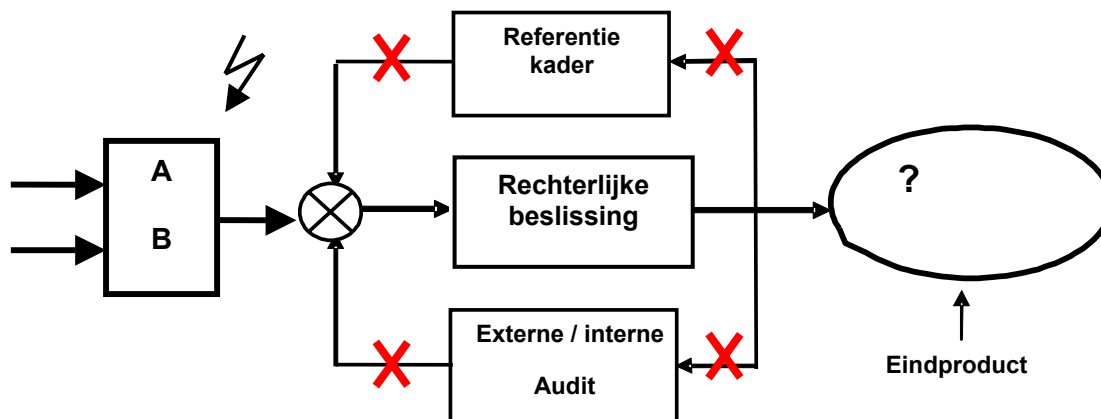 Referentie
kader
A
B
Rechterlijke
beslissing
?
Externe / interne
Audit
Eindproduct